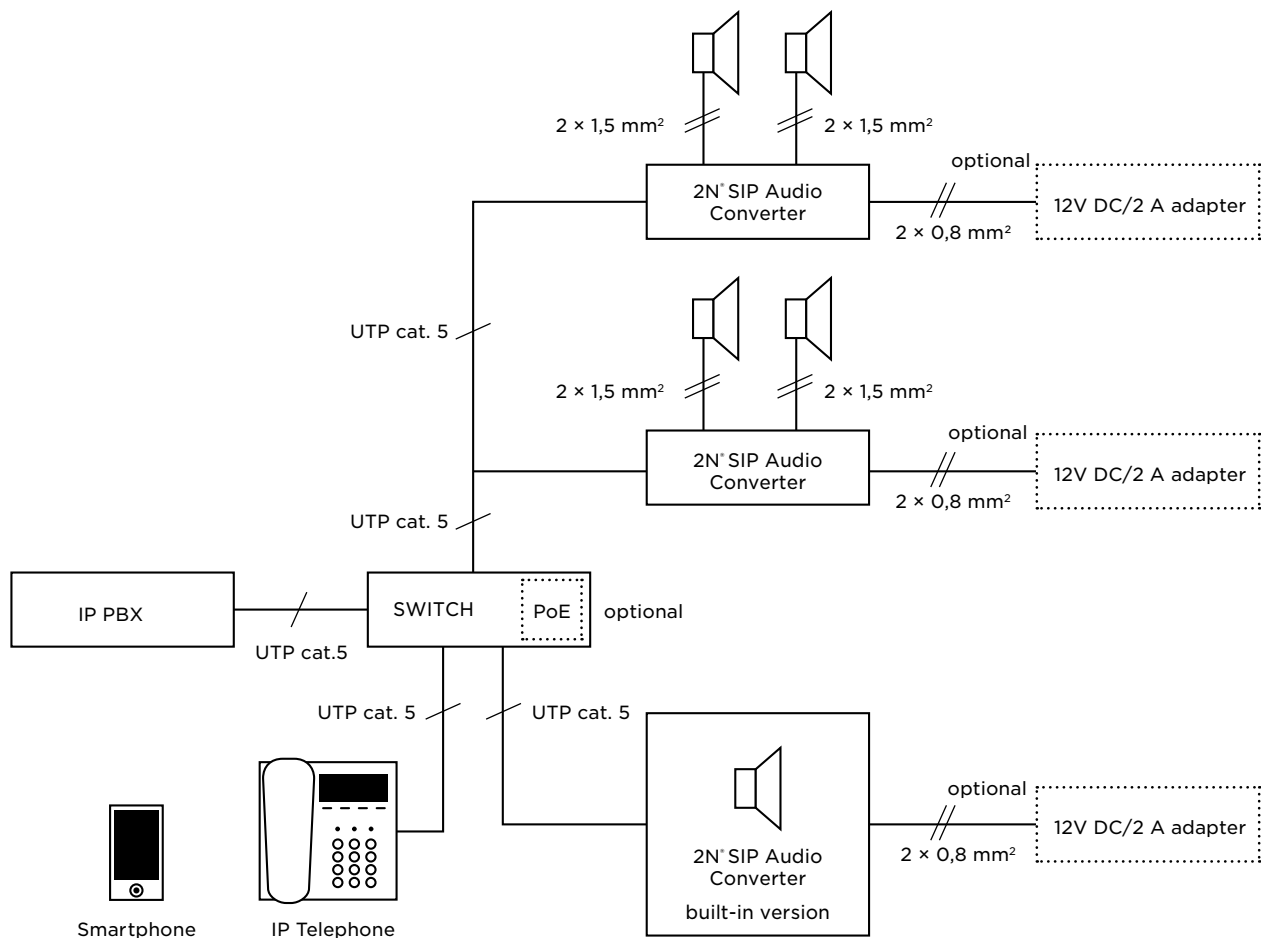 2 × 1,5 mm²
2 × 1,5 mm²
optional
2N® SIP Audio
Converter
12V DC/2 A adapter
2 × 0,8 mm²
UTP cat. 5
2 × 1,5 mm²
2 × 1,5 mm²
optional
2N® SIP Audio
Converter
12V DC/2 A adapter
2 × 0,8 mm²
UTP cat. 5
IP PBX
SWITCH
PoE
optional
UTP cat.5
UTP cat. 5
UTP cat. 5
optional
12V DC/2 A adapter
2 × 0,8 mm²
2N® SIP Audio
Converter
built-in version
Smartphone
IP Telephone